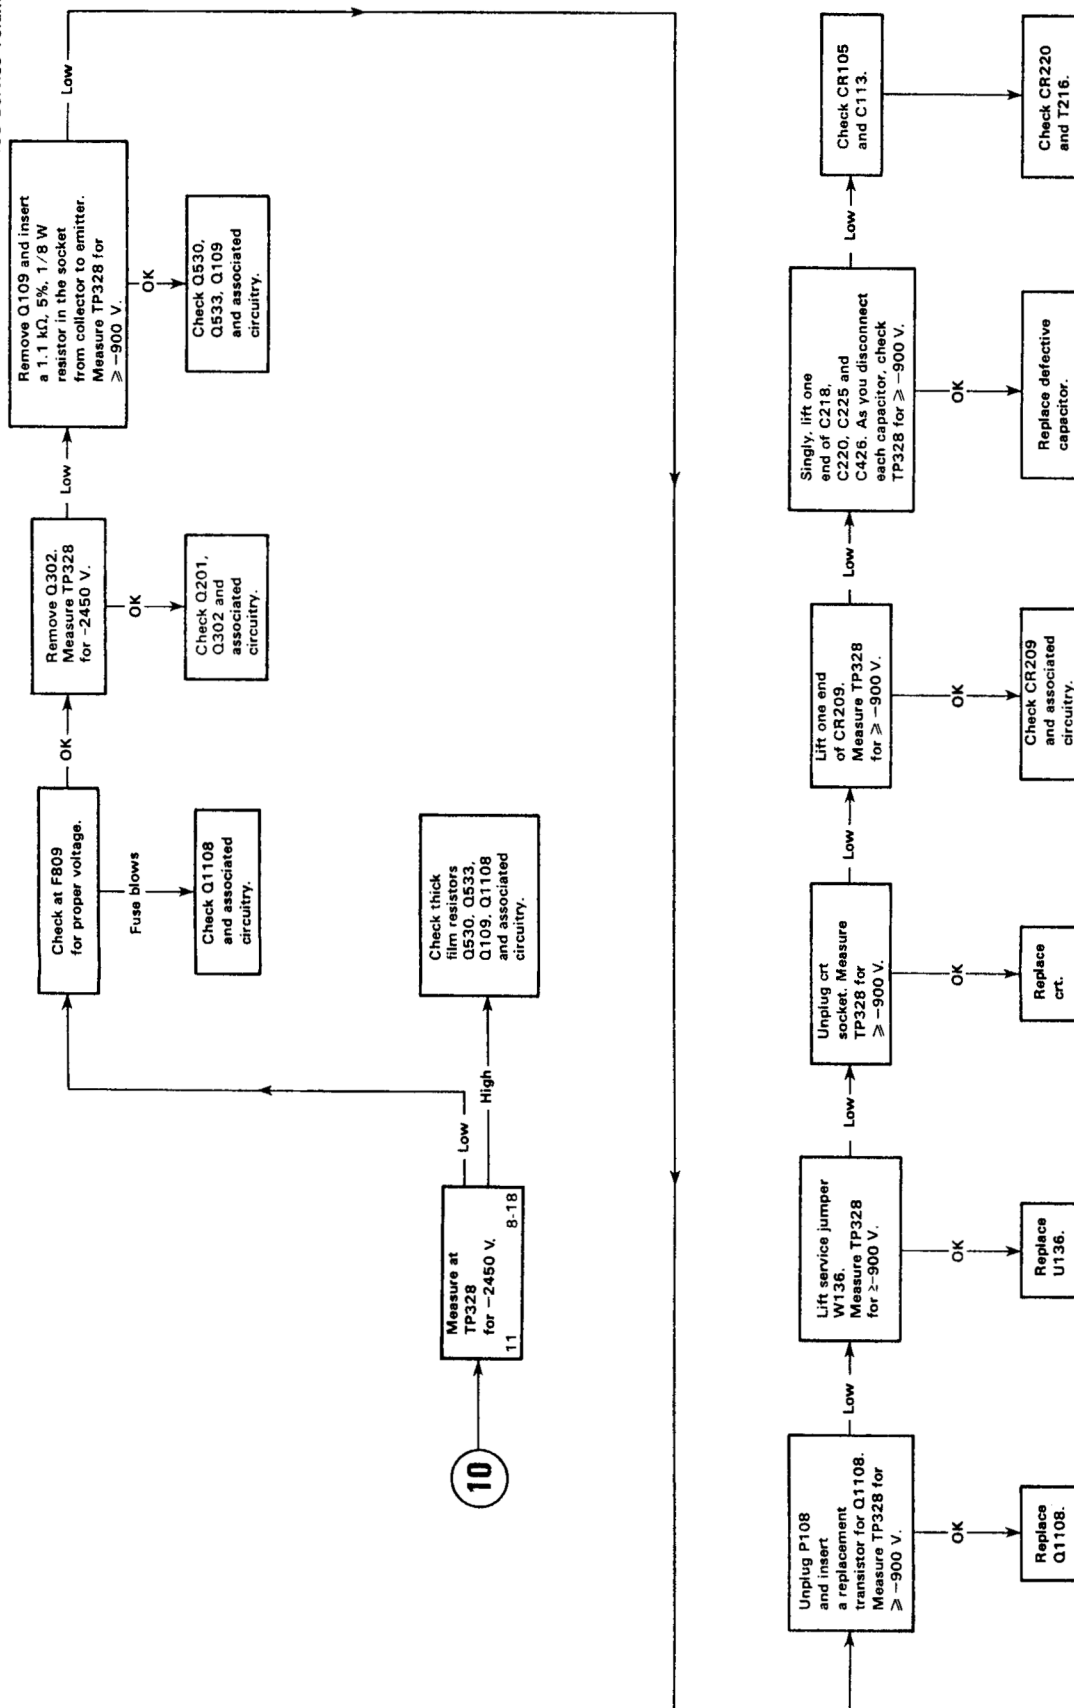 10
Measure at
TP328
for −2450 V.
11 8-18
Low
High
Check thick
film resistors
Q530, Q533,
Q109, Q1108
and associated
circuitry.
Check at F809
for proper voltage.
Fuse blows
Check Q1108
and associated
circuitry.
OK
Remove Q302.
Measure TP328
for -2450 V.
OK
Check Q201,
Q302 and
associated
circuitry.
Low
Remove Q109 and insert
a 1.1 kΩ, 5%, 1/8 W
resistor in the socket
from collector to emitter.
Measure TP328 for
⩾ −900 V.
OK
Check Q530,
Q533, Q109
and associated
circuitry.
Low
Unplug P108
and insert
a replacement
transistor for Q1108.
Measure TP328 for
⩾ −900 V.
OK
Replace
Q1108.
Low
Lift service jumper
W136.
Measure TP328
for ≥−900 V.
OK
Replace
U136.
Low
Unplug crt
socket. Measure
TP328 for
⩾ −900 V.
OK
Replace
crt.
Low
Lift one end
of CR209.
Measure TP328
for ⩾ −900 V.
OK
Check CR209
and associated
circuitry.
Low
Singly, lift one
end of C218,
C220, C225 and
C426. As you disconnect
each capacitor, check
TP328 for ⩾ −900 V.
OK
Replace defective
capacitor.
Low
Check CR105
and C113.
Check CR220
and T216.